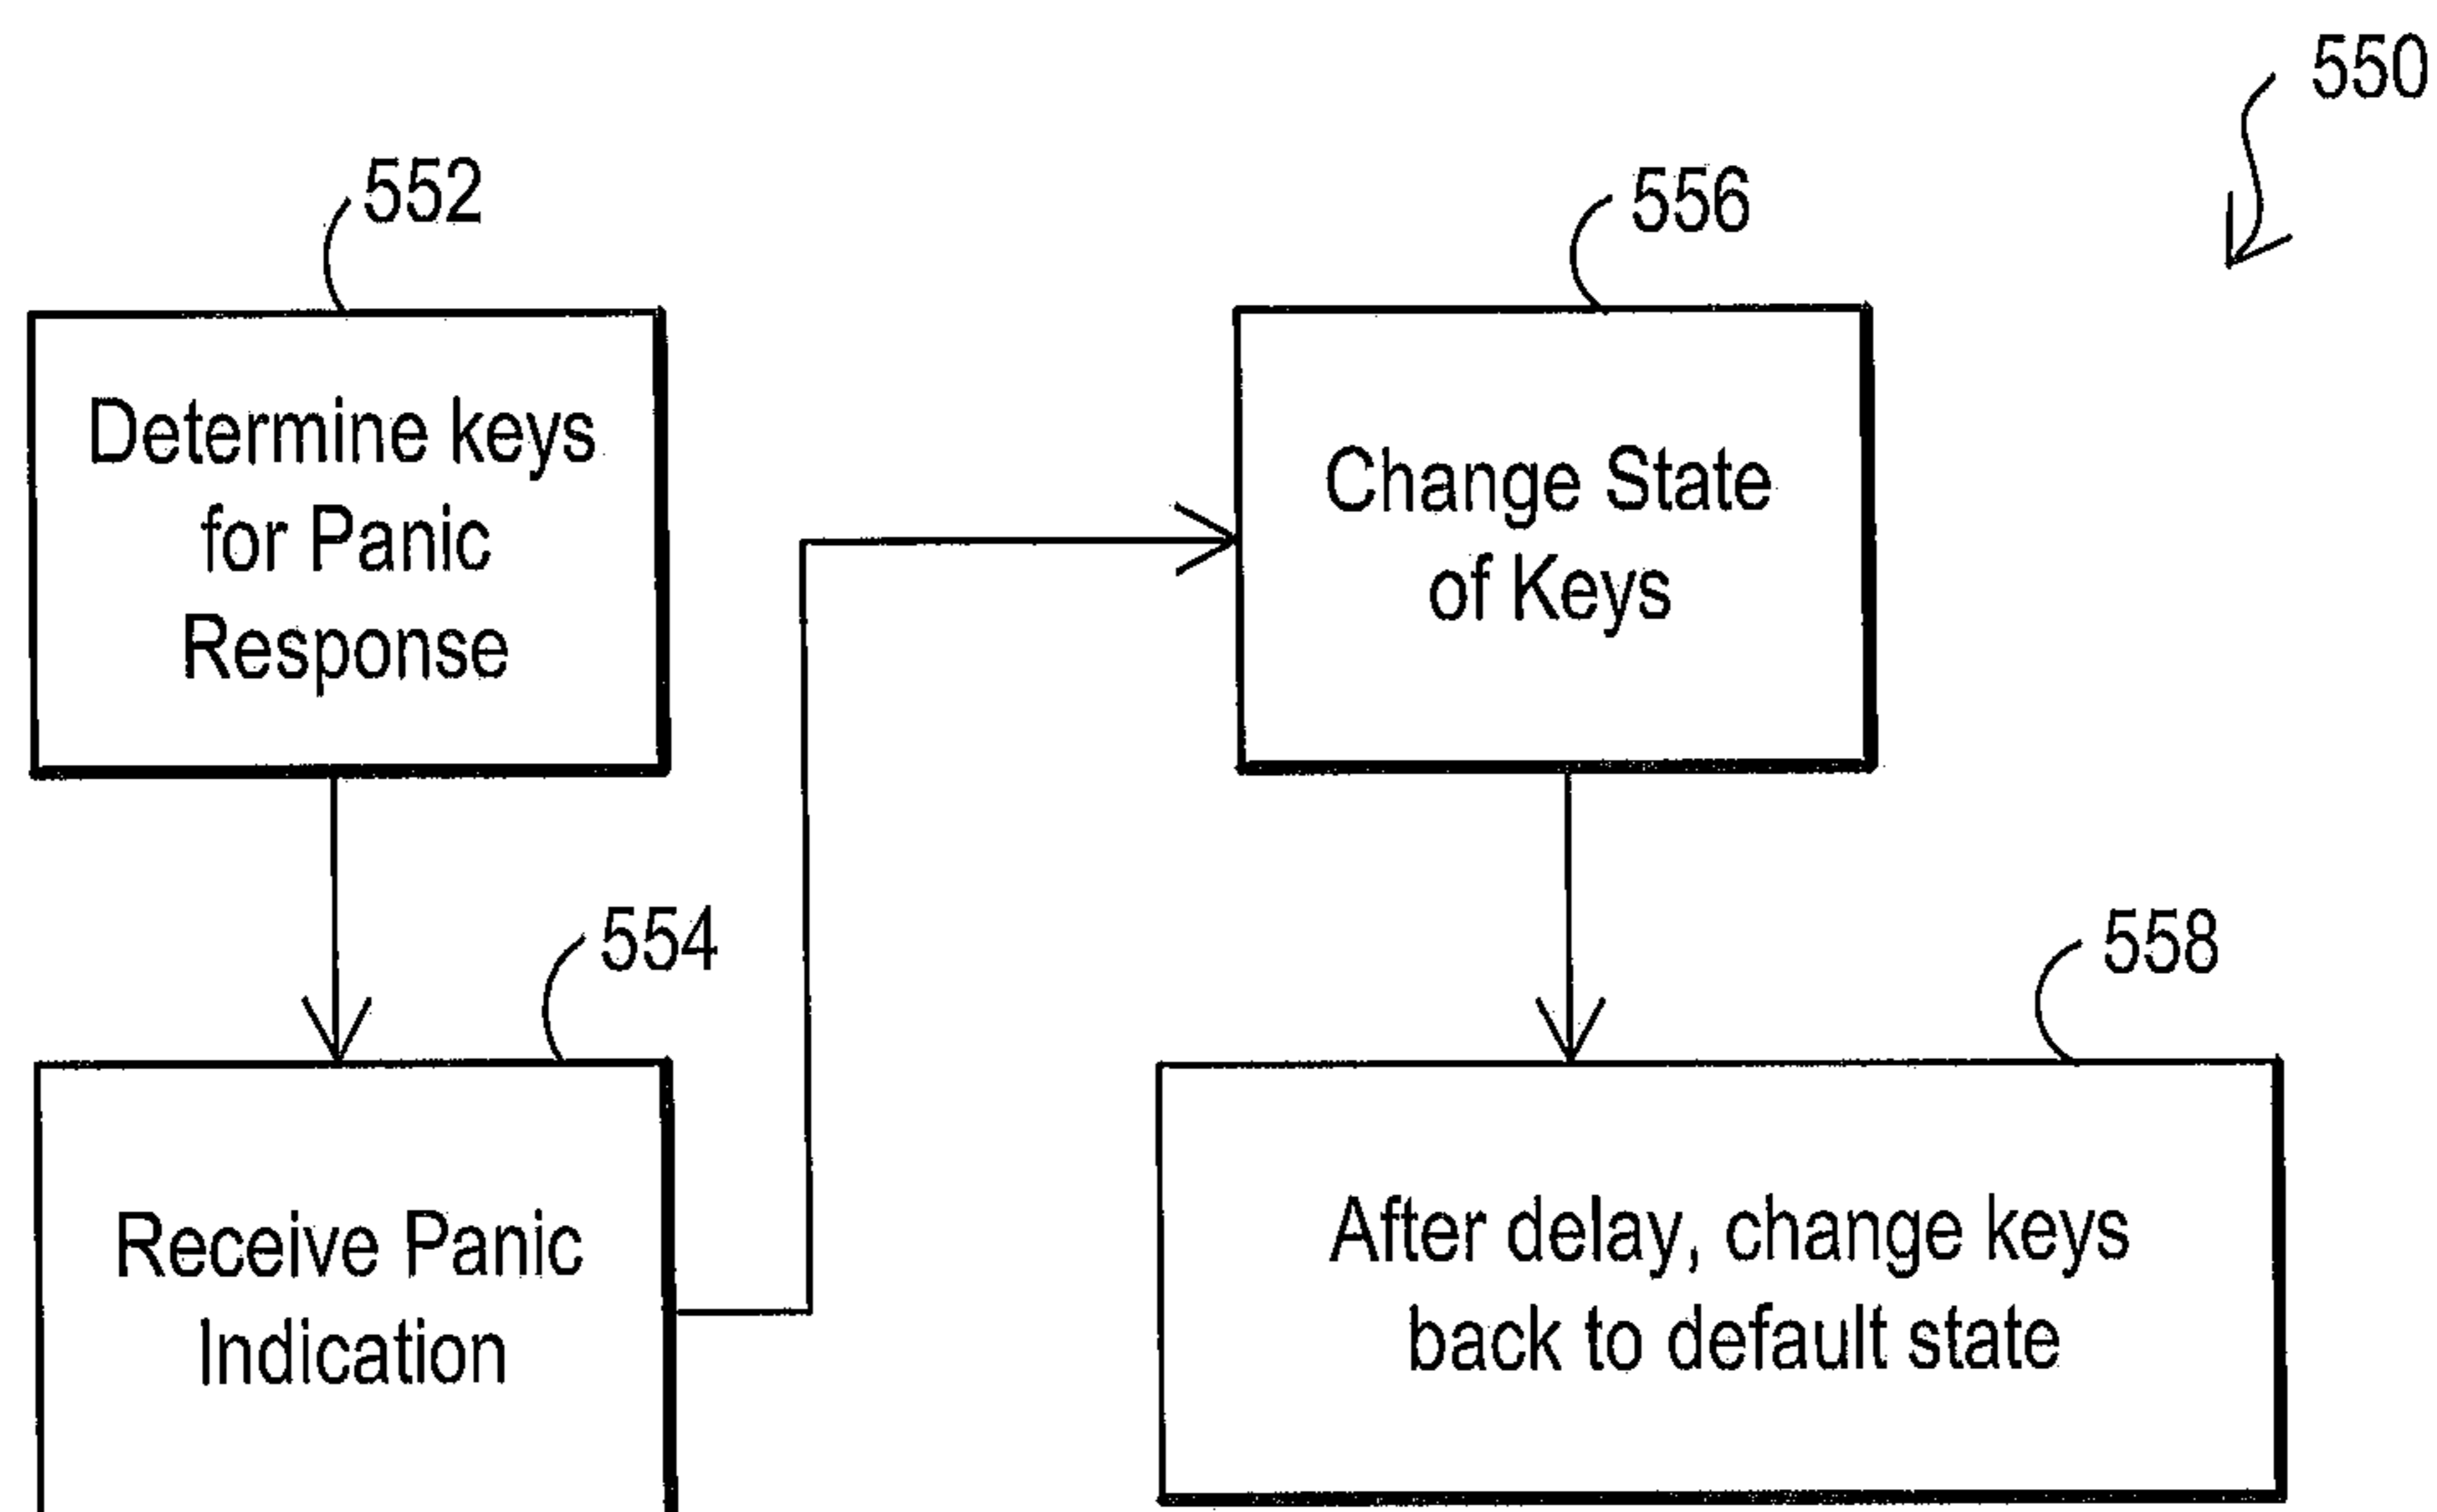 550
552
Determine keys
for Panic
Response
554
Receive Panic
Indication
556
Change State
of Keys
558
After delay, change keys
back to default state